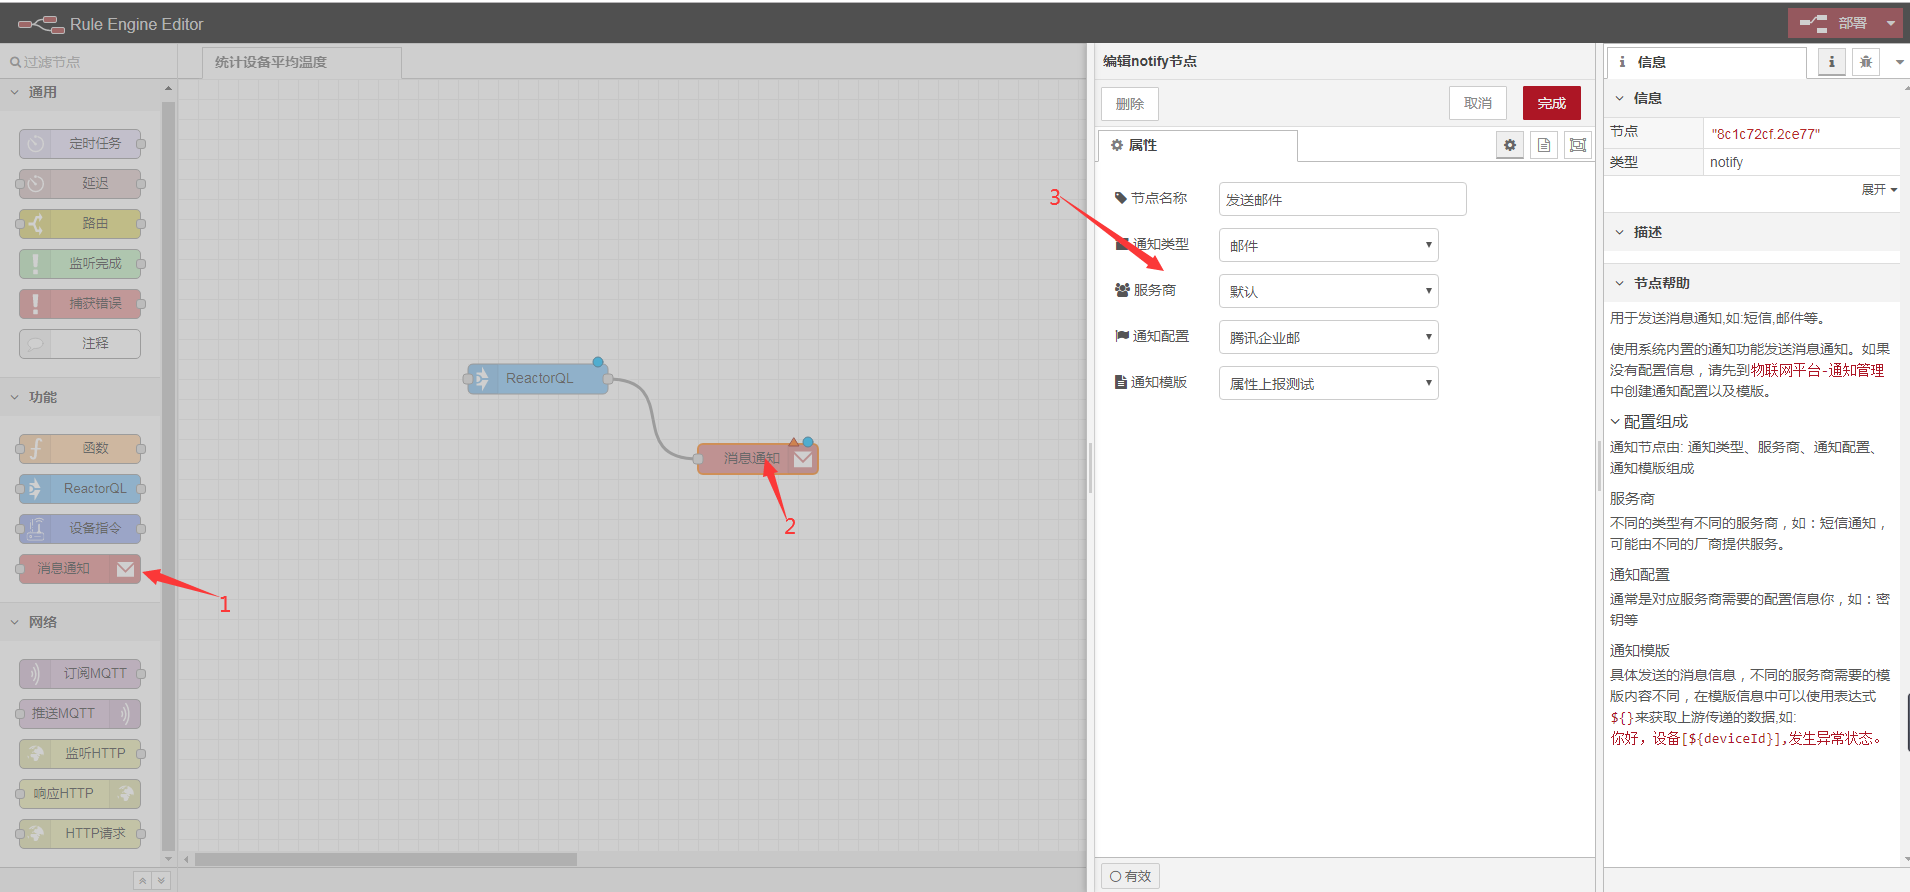 Rule Engine Editor
部署
过滤节点
通用
定时任务
延迟
路由
监听完成
捕获错误
注释
功能
函数
ReactorQL
设备指令
消息通知
网络
订阅MQTT
推送MQTT
监听HTTP
响应HTTP
HTTP请求
统计设备平均温度
ReactorQL
消息通知
1
2
3
编辑notify节点
删除
取消
完成
属性
节点名称
发送邮件
通知类型
邮件
服务商
默认
通知配置
腾讯企业邮
通知模版
属性上报测试
有效
信息
信息
节点
"8c1c72cf.2ce77"
类型
notify
展开
描述
节点帮助
用于发送消息通知,如:短信,邮件等。
使用系统内置的通知功能发送消息通知。如果
没有配置信息，请先到物联网平台-通知管理
中创建通知配置以及模版。
配置组成
通知节点由: 通知类型、服务商、通知配置、
通知模版组成
服务商
不同的类型有不同的服务商，如：短信通知，
可能由不同的厂商提供服务。
通知配置
通常是对应服务商需要的配置信息你，如：密
钥等
通知模版
具体发送的消息信息，不同的服务商需要的模
版内容不同，在模版信息中可以使用表达式
${}来获取上游传递的数据,如:
你好，设备[${deviceId}],发生异常状态。